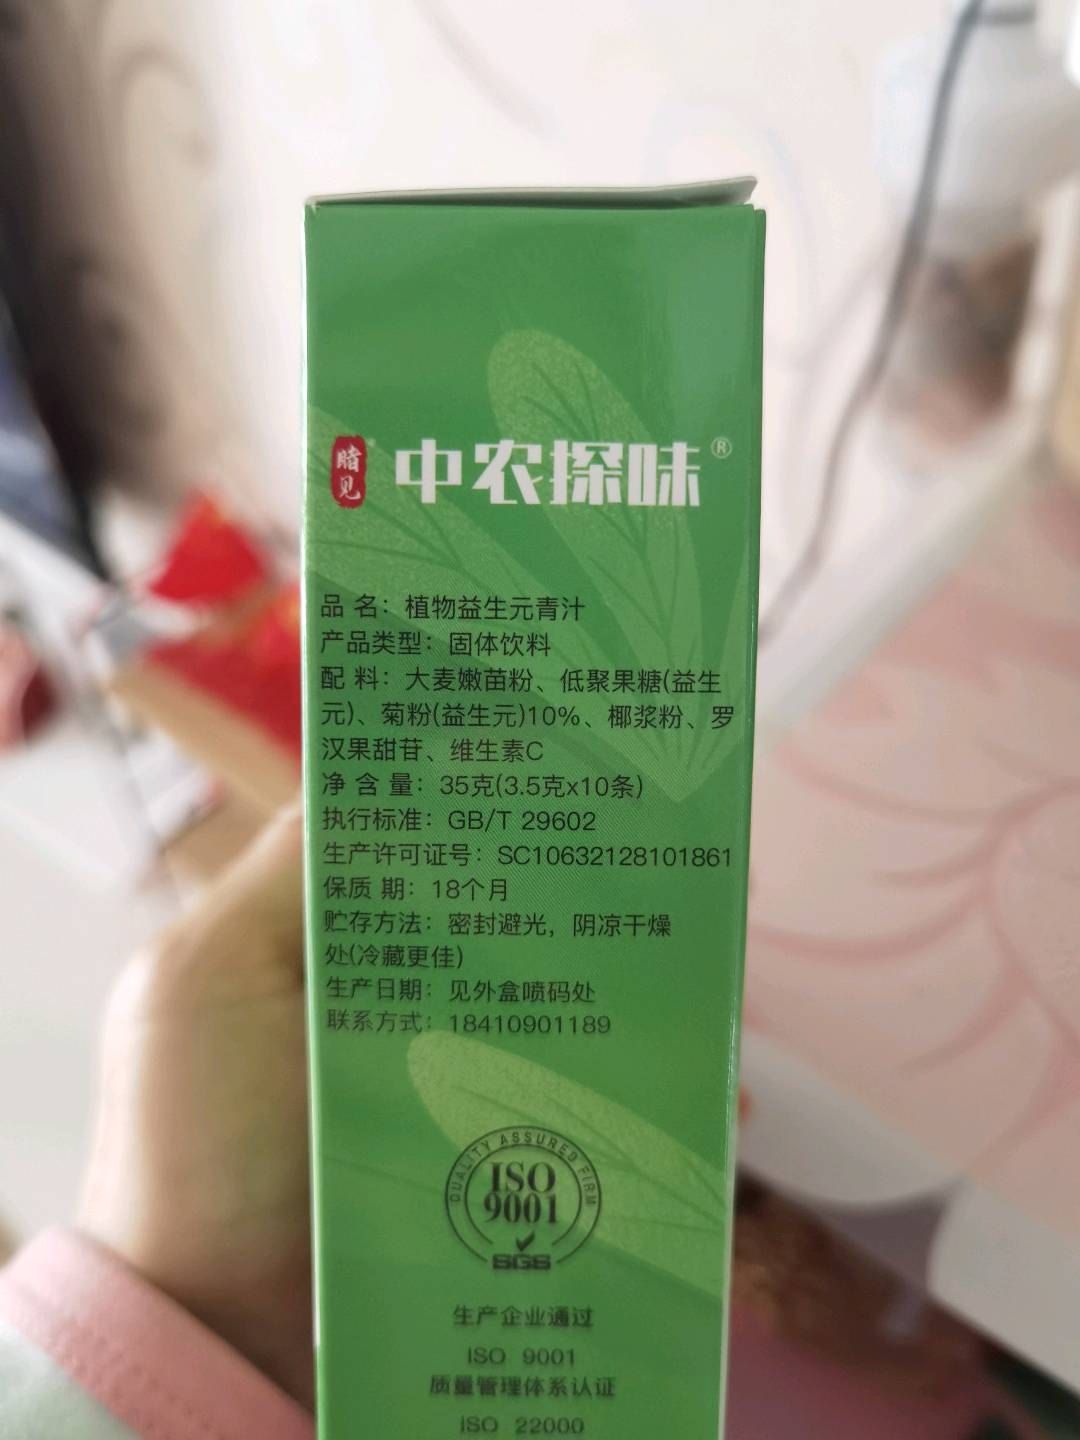 睛见
中农探味®
品 名：植物益生元青汁
产品类型：固体饮料
配 料：大麦嫩苗粉、低聚果糖(益生
元)、菊粉(益生元)10%、椰浆粉、罗
汉果甜苷、维生素C
净 含 量：35克(3.5克x10条)
执行标准：GB/T 29602
生产许可证号：SC10632128101861
保质 期：18个月
贮存方法：密封避光，阴凉干燥
处(冷藏更佳)
生产日期：见外盒喷码处
联系方式：18410901189
QUALITY ASSURED FIRM
ISO
9001
SGS
生产企业通过
ISO 9001
质量管理体系认证
ISO 22000